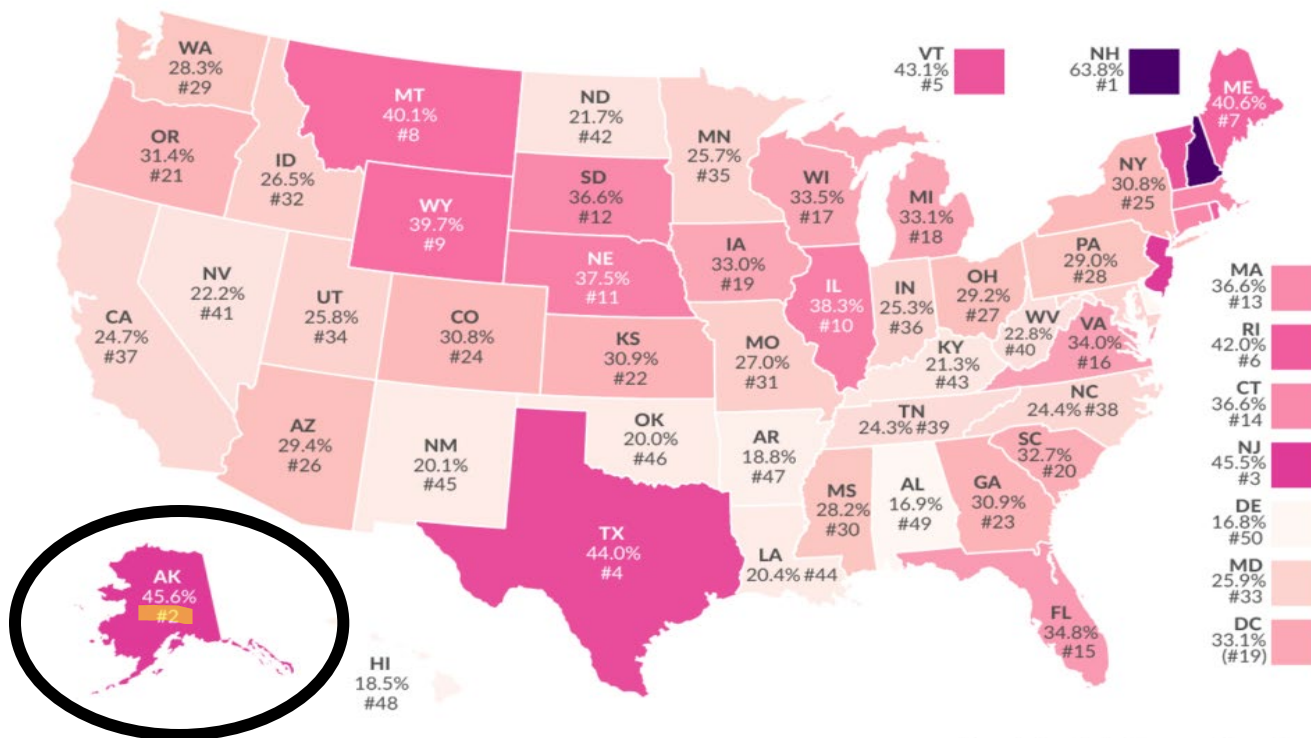 WA
28.3%
#29
MT
40.1%
#8
ND
21.7%
#42
MN
25.7%
#35
VT
43.1%
#5
NH
63.8%
#1
ME
40.6%
#7
OR
31.4%
#21
ID
26.5%
#32
WY
39.7%
#9
SD
36.6%
#12
WI
33.5%
#17
MI
33.1%
#18
NY
30.8%
#25
NV
22.2%
#41
UT
25.8%
#34
CO
30.8%
#24
NE
37.5%
#11
IA
33.0%
#19
IL
38.3%
#10
IN
25.3%
#36
OH
29.2%
#27
PA
29.0%
#28
CA
24.7%
#37
KS
30.9%
#22
MO
27.0%
#31
KY
21.3%
#43
WV
22.8%
#40
VA
34.0%
#16
MA
36.6%
#13
RI
42.0%
#6
CT
36.6%
#14
NJ
45.5%
#3
DE
16.8%
#50
MD
25.9%
#33
DC
33.1%
(#19)
AZ
29.4%
#26
NM
20.1%
#45
OK
20.0%
#46
AR
18.8%
#47
TN
24.3% #39
NC
24.4% #38
SC
32.7%
#20
MS
28.2%
#30
AL
16.9%
#49
GA
30.9%
#23
TX
44.0%
#4
LA
20.4% #44
FL
34.8%
#15
AK
45.6%
#2
HI
18.5%
#48